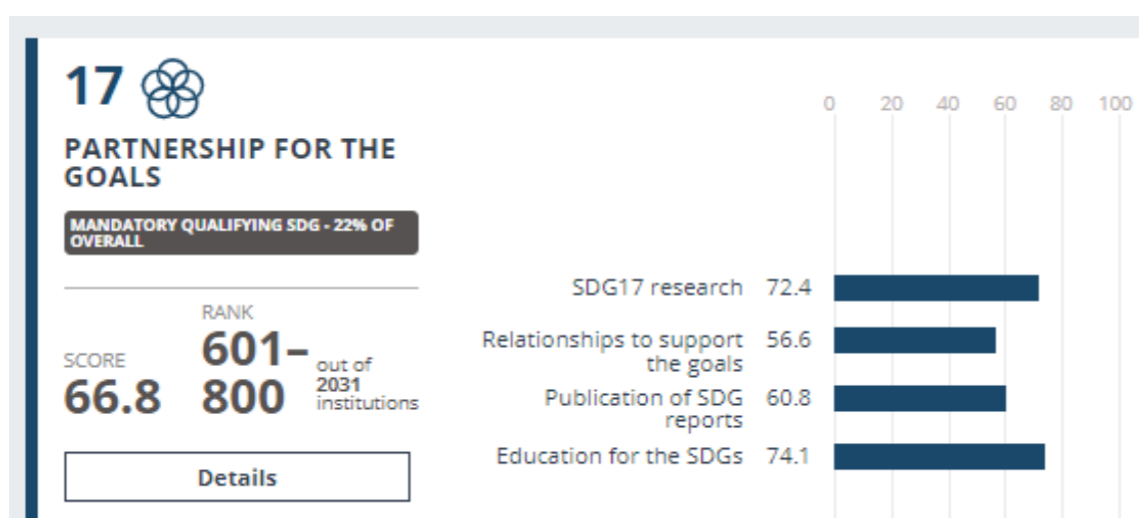 17
PARTNERSHIP FOR THE
GOALS
MANDATORY QUALIFYING SDG - 22% OF
OVERALL
SCORE
66.8
RANK
601–
800
out of
2031
institutions
Details
0 20 40 60 80 100
SDG17 research 72.4
Relationships to support 56.6
the goals
Publication of SDG 60.8
reports
Education for the SDGs 74.1